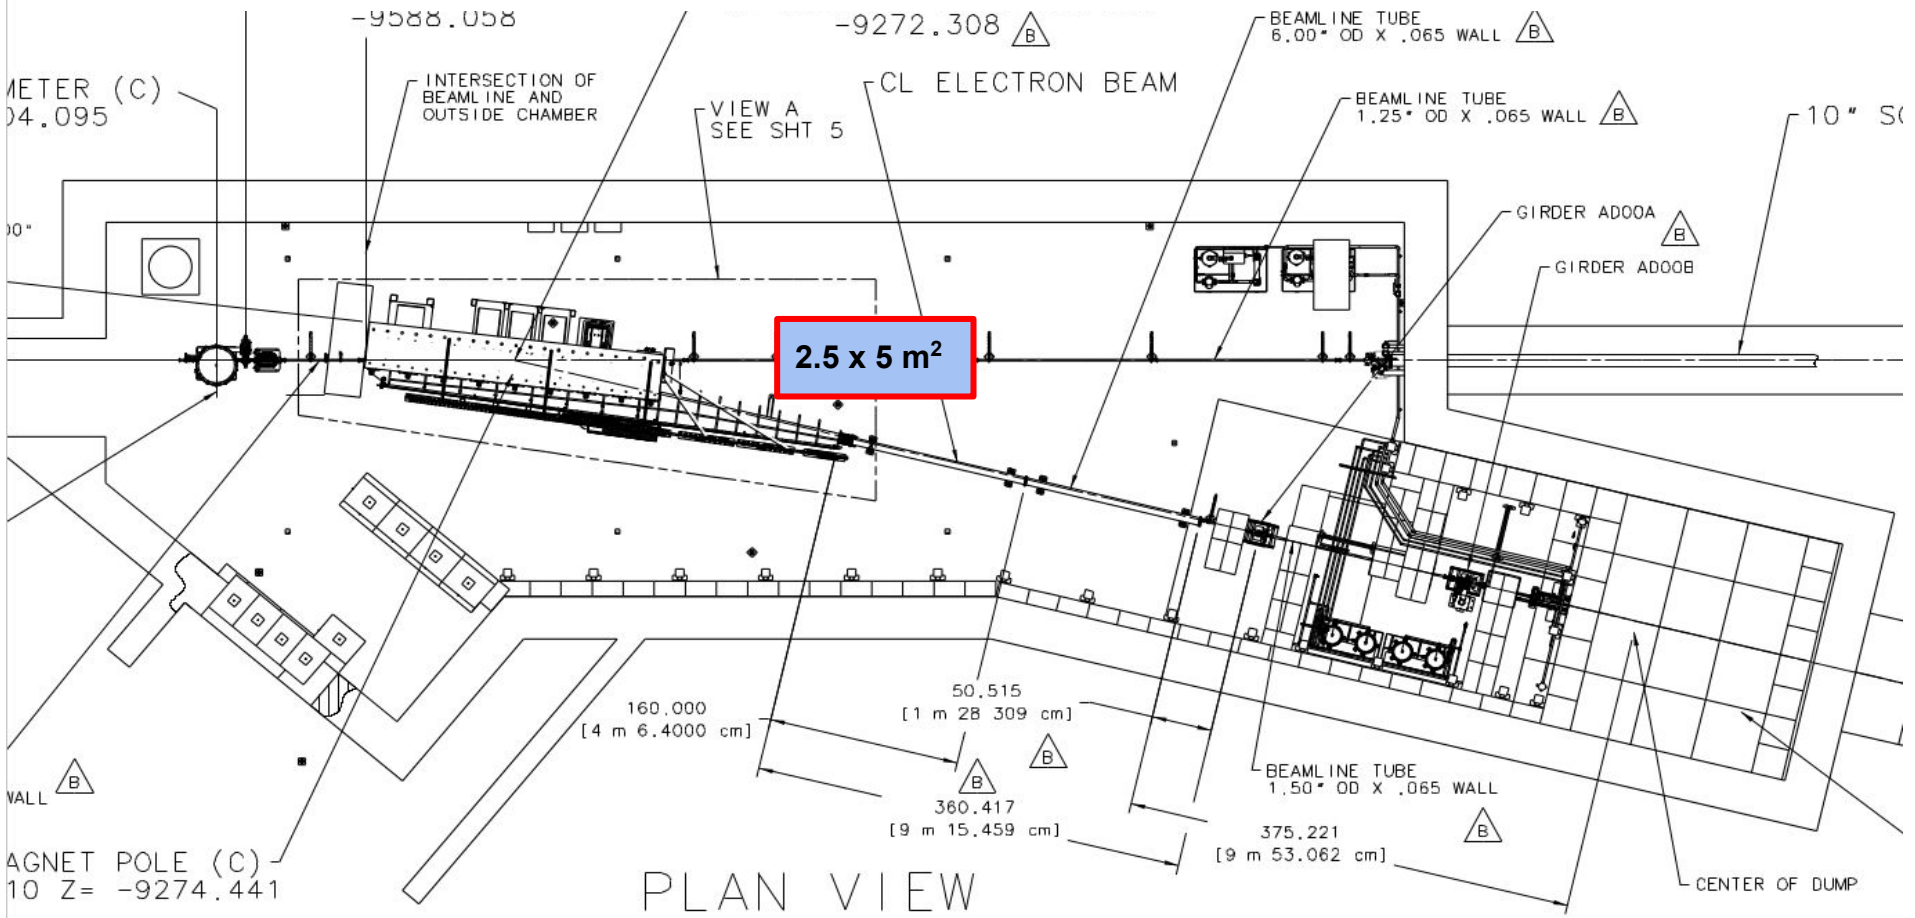 -9588.058
-9272.308 B
BEAMLINE TUBE
6.00" OD X .065 WALL B
METER (C)
04.095
INTERSECTION OF
BEAMLINE AND
OUTSIDE CHAMBER
VIEW A
SEE SHT 5
CL ELECTRON BEAM
BEAMLINE TUBE
1.25" OD X .065 WALL B
10"
GIRDER AD00A
B
GIRDER AD00B
2.5 x 5 m²
160.000
[4 m 6.4000 cm]
50.515
[1 m 28 309 cm]
B
B
360.417
[9 m 15.459 cm]
BEAMLINE TUBE
1.50" OD X .065 WALL
B
375.221
[9 m 53.062 cm]
WALL B
AGNET POLE (C)
10 Z= -9274.441
PLAN VIEW
CENTER OF DUMP